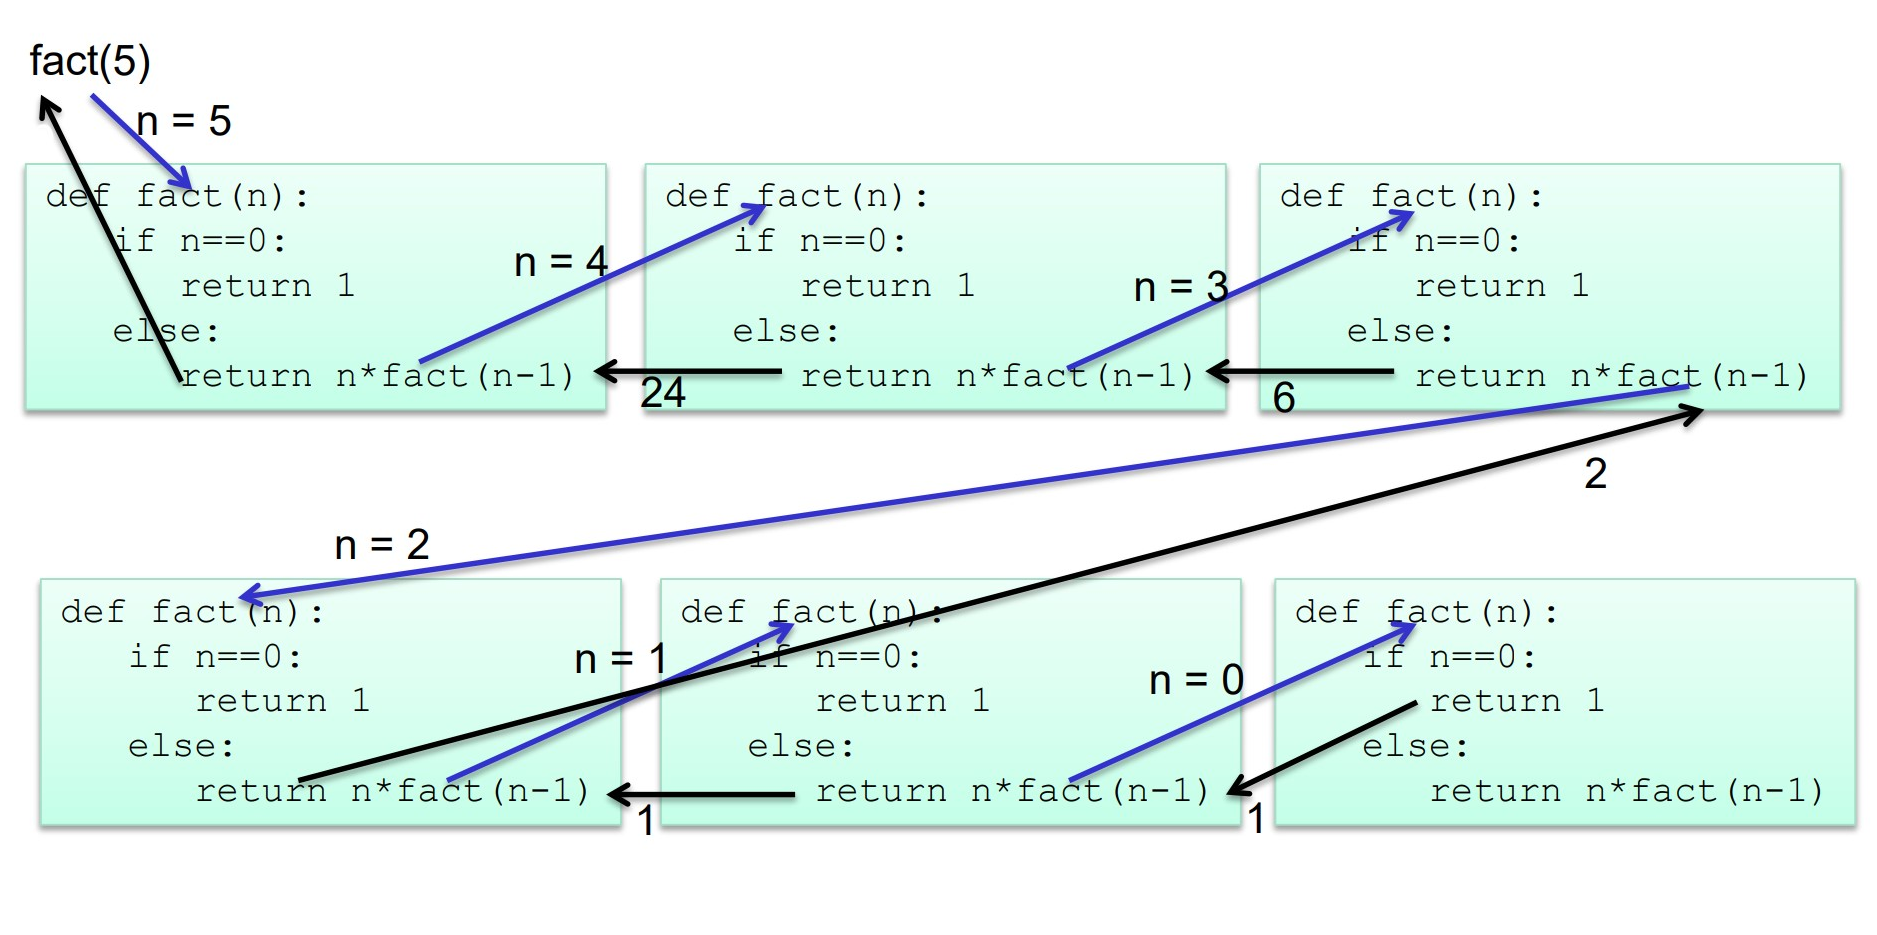 fact(5)
n = 5
def fact(n):
if n==0:
return 1
else:
return n*fact(n-1)
n = 4
24
def fact(n):
if n==0:
return 1
else:
return n*fact(n-1)
n = 3
6
def fact(n):
if n==0:
return 1
else:
return n*fact(n-1)
2
n = 2
def fact(n):
if n==0:
return 1
else:
return n*fact(n-1)
n = 1
1
def fact(n):
if n==0:
return 1
else:
return n*fact(n-1)
n = 0
1
def fact(n):
if n==0:
return 1
else:
return n*fact(n-1)